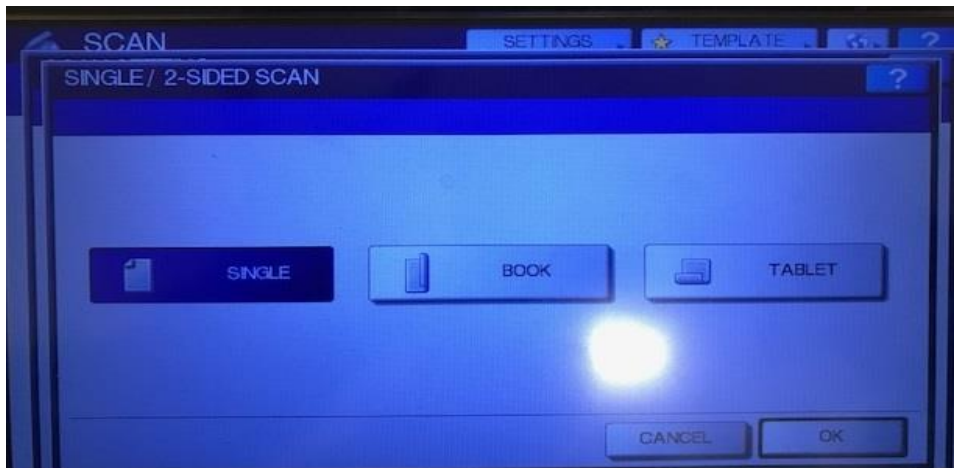 SCAN SETTINGS TEMPLATE ?
SINGLE / 2-SIDED SCAN ?
SINGLE BOOK TABLET
CANCEL OK